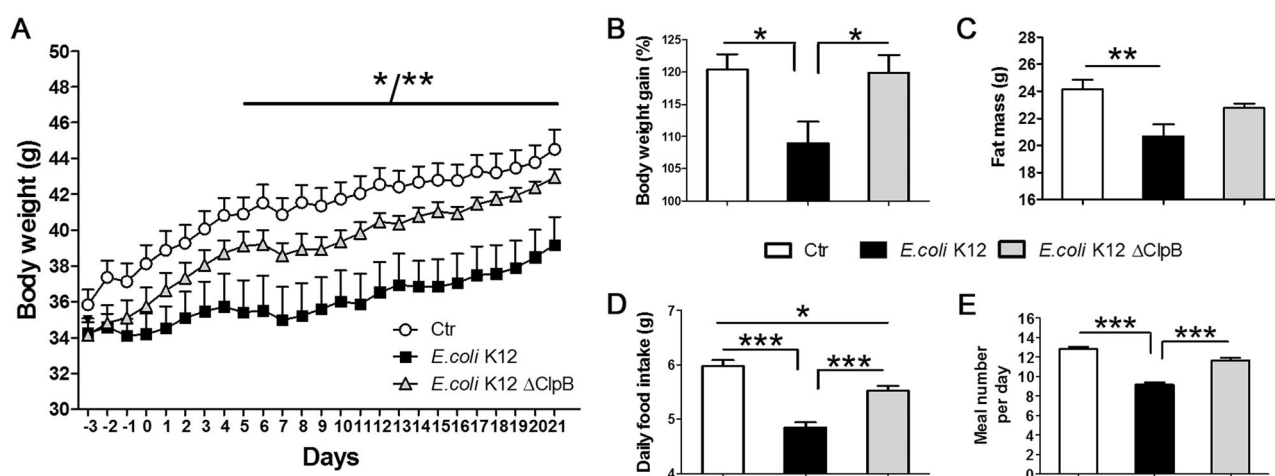 A
Body weight (g)
50
48
46
44
42
40
38
36
34
32
30
*/**
Ctr
E.coli K12
E.coli K12 ΔClpB
-3 -2 -1 0 1 2 3 4 5 6 7 8 9 10 11 12 13 14 15 16 17 18 19 20 21
Days
B
Body weight gain (%)
125
120
115
110
105
100
* *
C
Fat mass (g)
26
24
22
20
18
16
**
Ctr E.coli K12 E.coli K12 ΔClpB
D
Daily food intake (g)
7
6
5
4
*
*** ***
E
Meal number
per day
16
14
12
10
8
6
4
2
0
*** ***